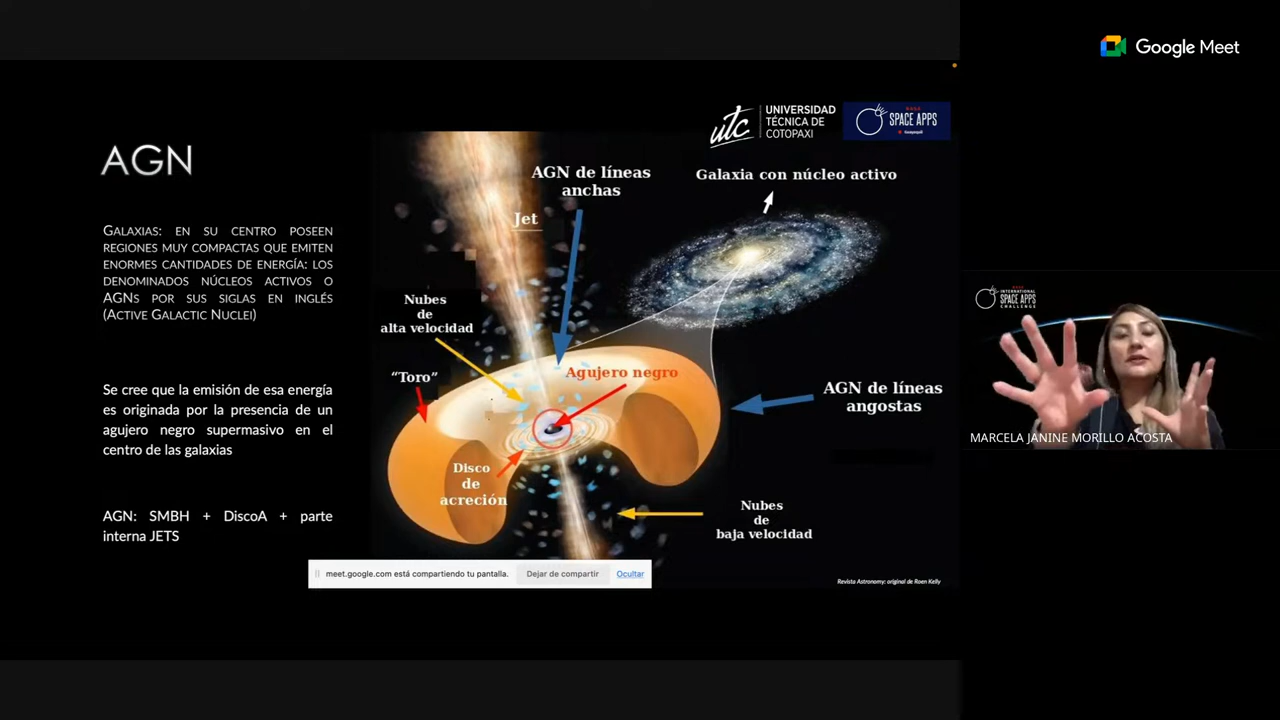 Google Meet
utc
UNIVERSIDAD
TÉCNICA DE
COTOPAXI
SPACE APPS
AGN
GALAXIAS: EN SU CENTRO POSEEN
REGIONES MUY COMPACTAS QUE EMITEN
ENORMES CANTIDADES DE ENERGÍA: LOS
DENOMINADOS NÚCLEOS ACTIVOS O
AGNS POR SUS SIGLAS EN INGLÉS
(ACTIVE GALACTIC NUCLEI)
Se cree que la emisión de esa energía
es originada por la presencia de un
agujero negro supermasivo en el
centro de las galaxias
AGN: SMBH + DiscoA + parte
interna JETS
AGN de líneas
anchas
Galaxia con núcleo activo
Jet
Nubes
de
alta velocidad
"Toro"
Agujero negro
AGN de líneas
angostas
Disco
de
acreción
Nubes
de
baja velocidad
Revista Astronomy: original de Roen Kelly
meet.google.com está compartiendo tu pantalla.
Dejar de compartir
Ocultar
INTERNATIONAL
SPACE APPS
CHALLENGE
MARCELA JANINE MORILLO ACOSTA